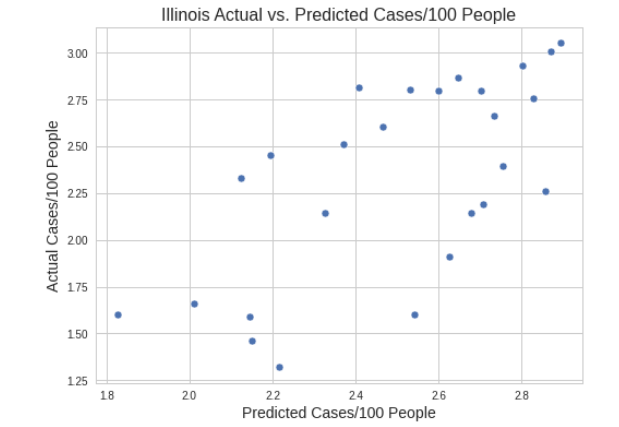 Illinois Actual vs. Predicted Cases/100 People
Actual Cases/100 People
3.00
2.75
2.50
2.25
2.00
1.75
1.50
1.25
1.8 2.0 2.2 2.4 2.6 2.8
Predicted Cases/100 People